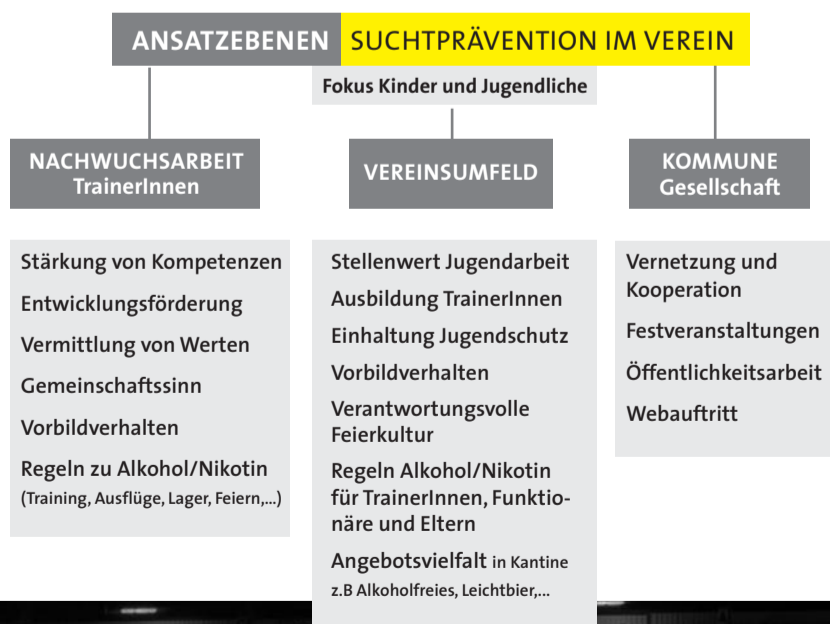 ANSATZEBENEN SUCHTPRÄVENTION IM VEREIN
Fokus Kinder und Jugendliche
NACHWUCHSARBEIT
TrainerInnen
Stärkung von Kompetenzen
Entwicklungsförderung
Vermittlung von Werten
Gemeinschaftssinn
Vorbildverhalten
Regeln zu Alkohol/Nikotin
(Training, Ausflüge, Lager, Feiern,...)
VEREINSUMFELD
Stellenwert Jugendarbeit
Ausbildung TrainerInnen
Einhaltung Jugendschutz
Vorbildverhalten
Verantwortungsvolle
Feierkultur
Regeln Alkohol/Nikotin
für TrainerInnen, Funktio-
näre und Eltern
Angebotsvielfalt in Kantine
z.B Alkoholfreies, Leichtbier,...
KOMMUNE
Gesellschaft
Vernetzung und
Kooperation
Festveranstaltungen
Öffentlichkeitsarbeit
Webauftritt